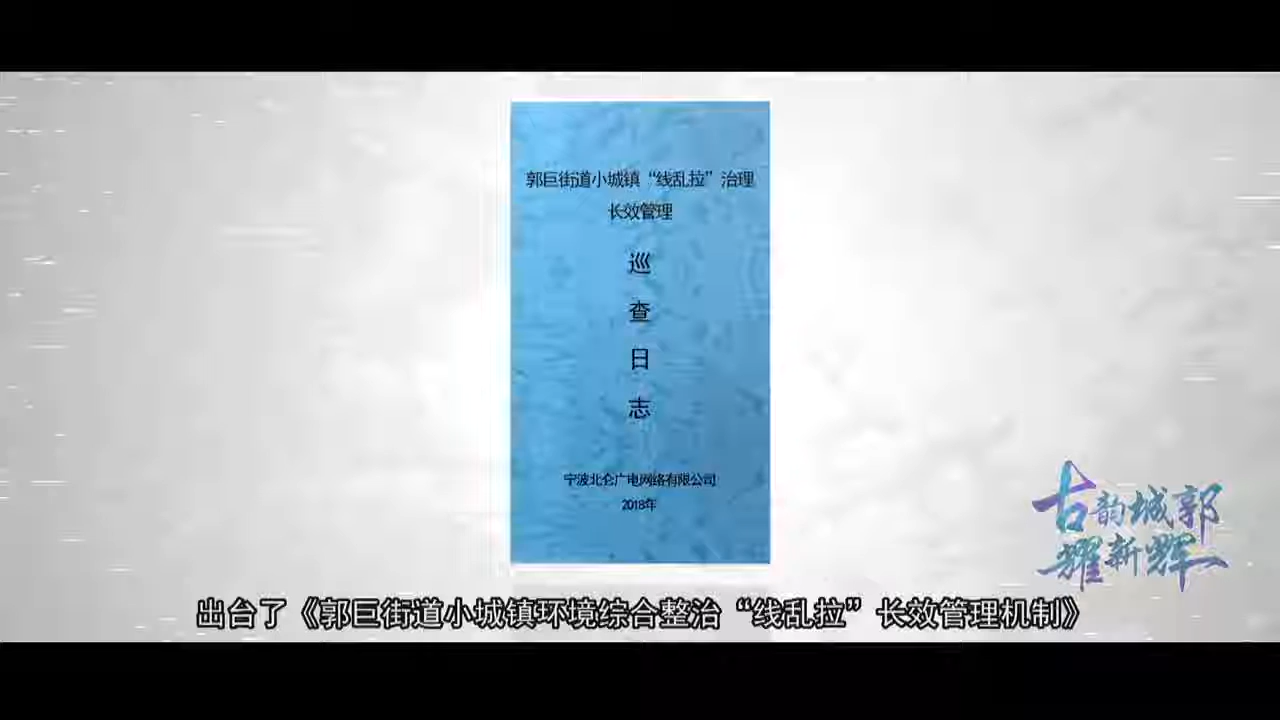 郭巨街道小城镇“线乱拉”治理
长效管理
巡
查
日
志
宁波北仑广电网络有限公司
2018年
古韵城郭
耀新辉
出台了《郭巨街道小城镇环境综合整治“线乱拉”长效管理机制》